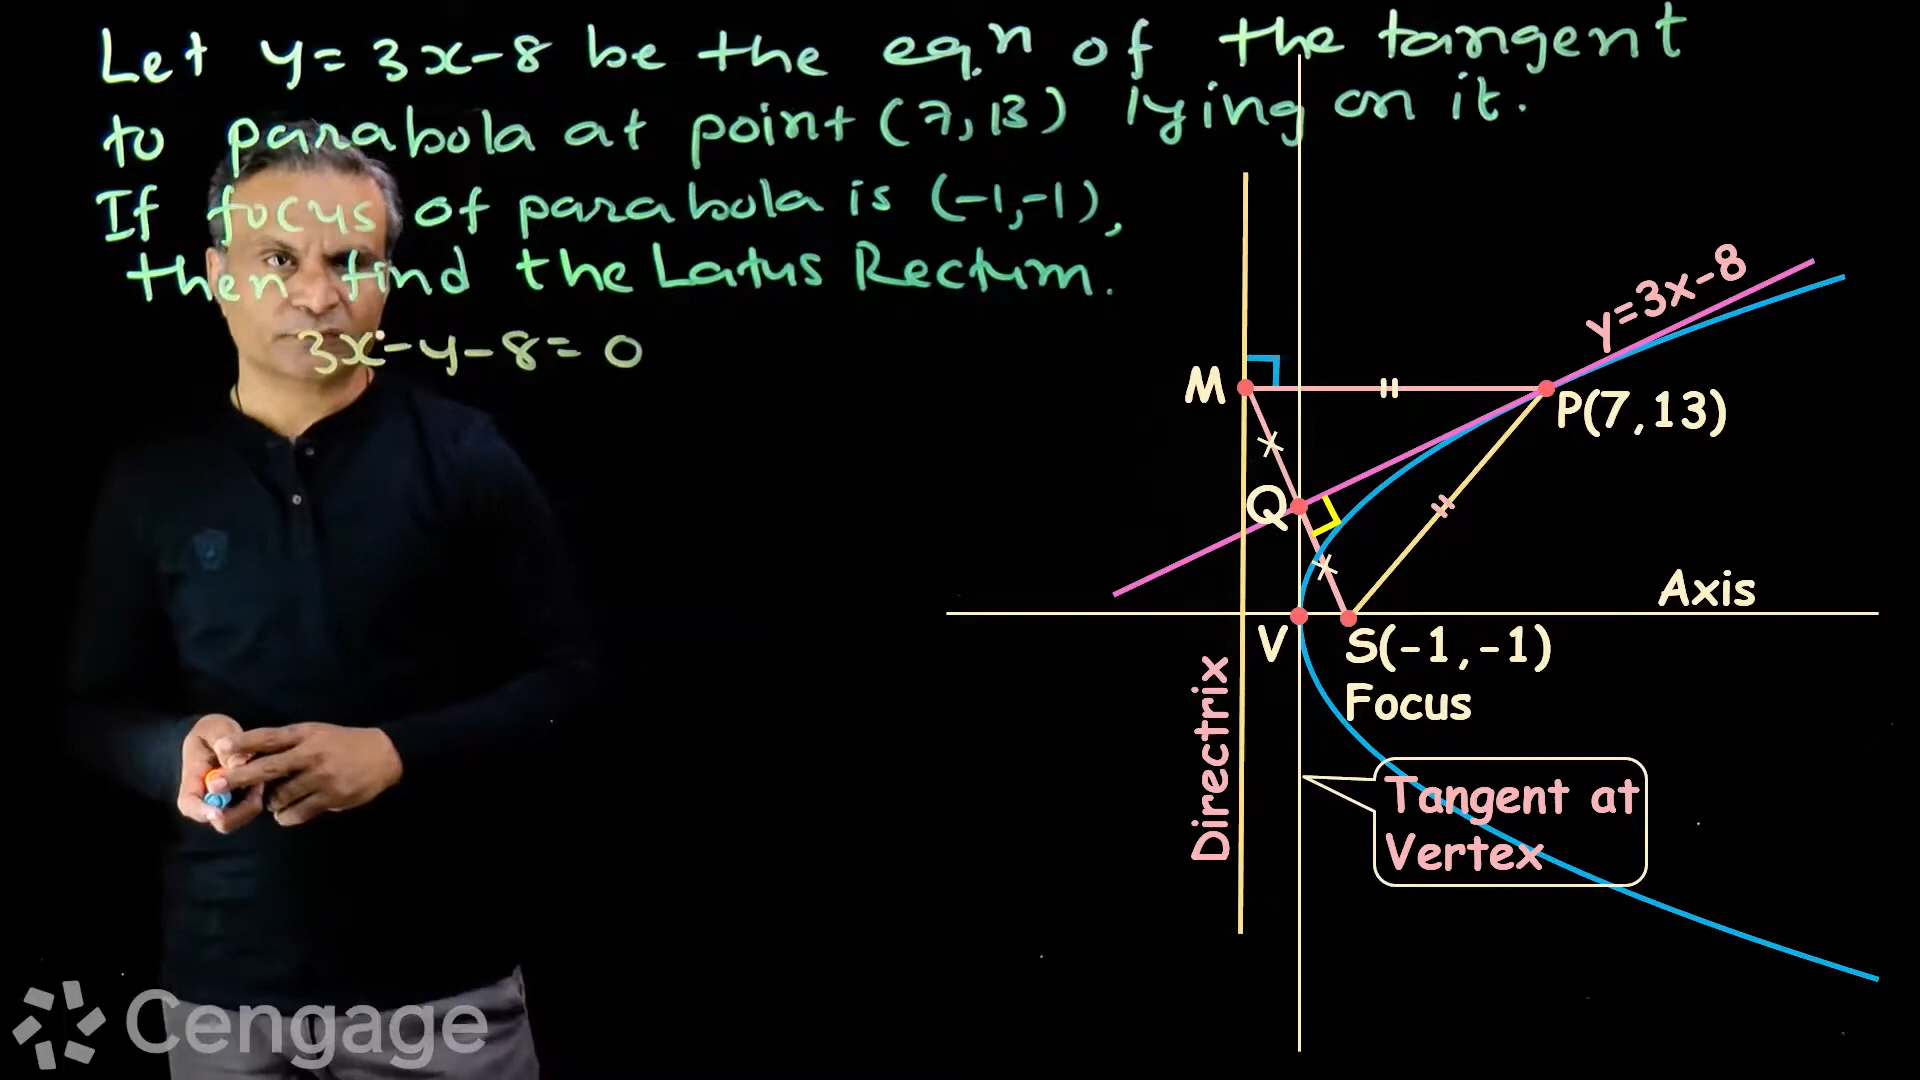 Let y=3x-8 be the eq.n of the tangent
to parabola at point (7,13) lying on it.
If focus of parabola is (-1,-1),
then find the Latus Rectum.
3x-y-8=0
y=3x-8
M
P(7,13)
Q
Axis
V
S(-1,-1)
Focus
Directrix
Tangent at
Vertex
Cengage